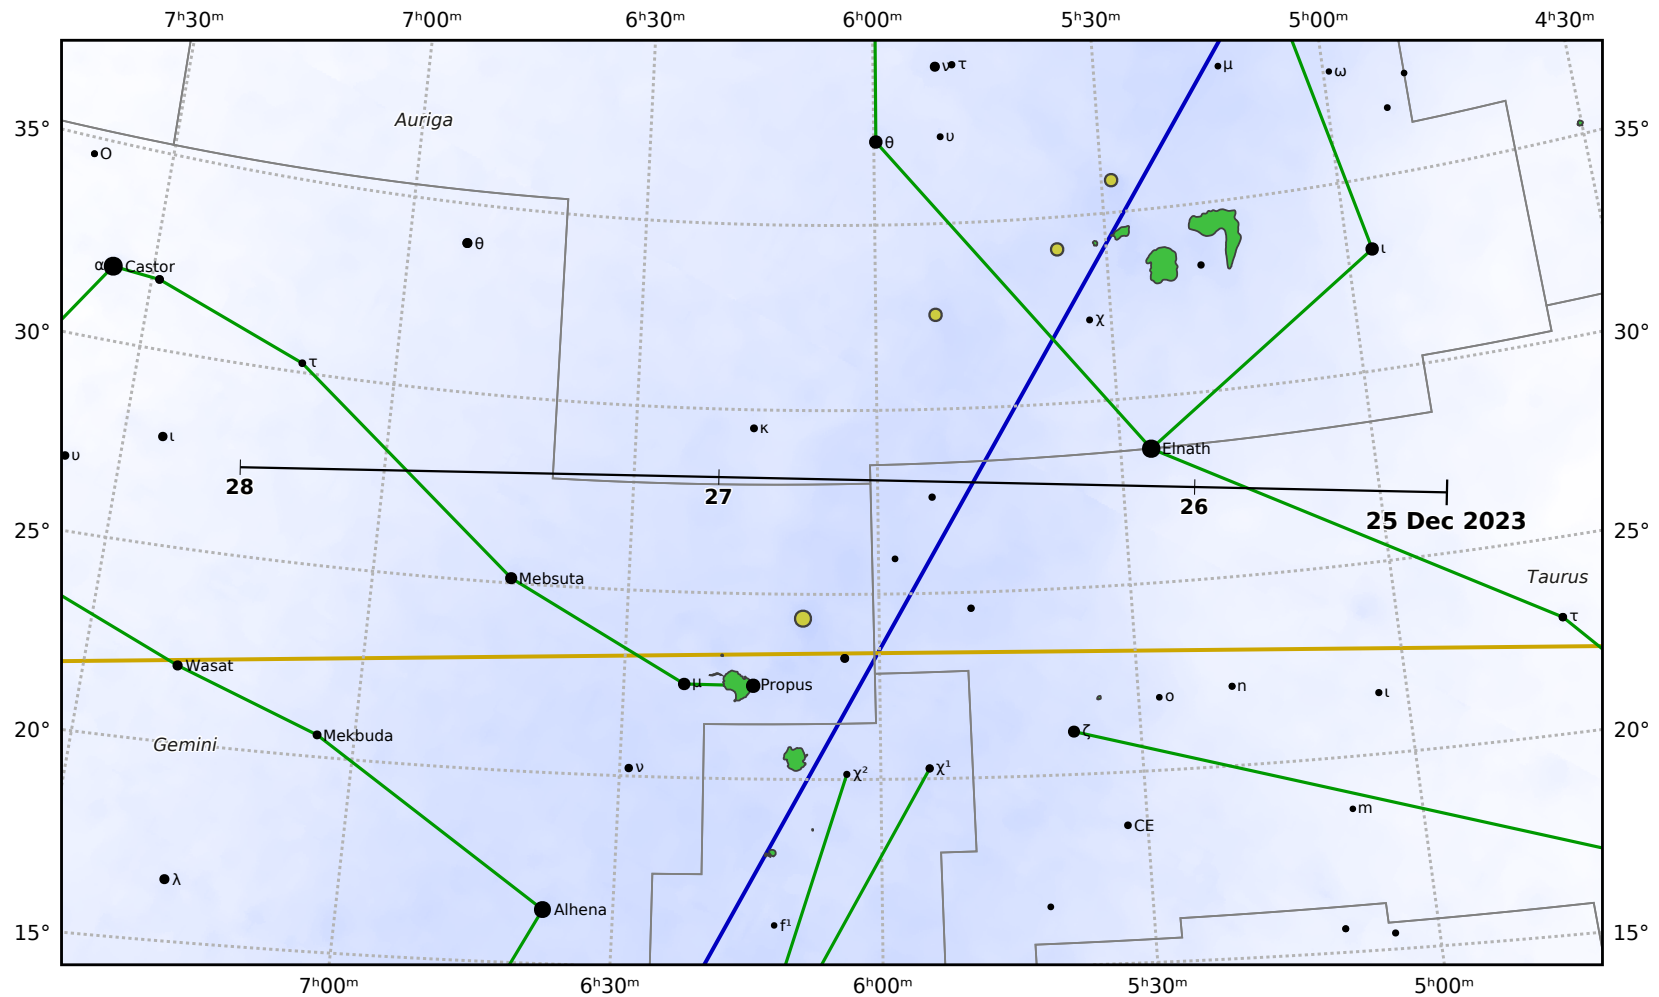 7ʰ30ᵐ 7ʰ00ᵐ 6ʰ30ᵐ 6ʰ00ᵐ 5ʰ30ᵐ 5ʰ00ᵐ 4ʰ30ᵐ
ν τ μ ω
Auriga
35° 35°
θ υ
O
θ ι
α Castor
χ
30° 30°
τ
κ
ι
υ Elnath
28 27 26
25 Dec 2023
25° 25°
Mebsuta Taurus
τ
Wasat
μ Propus n
ο ι
20° Mekbuda ζ 20°
Gemini
ν χ² χ¹
m
CE
λ
Alhena
f¹
15° 15°
7ʰ00ᵐ 6ʰ30ᵐ 6ʰ00ᵐ 5ʰ30ᵐ 5ʰ00ᵐ